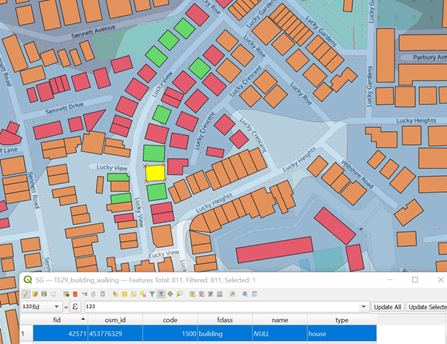 Sennett Avenue
Lucky Rise
Lucky Gardens
Lucky Gardens
Parbury Ave
Lucky View
Lucky Rise
Sennett Drive
Lucky Crescent
Lucky Gardens
Lucky Rise
Lucky Crescent
Lucky Crescent
Lucky Heights
Lane
Lucky View
Lucky Heights
Wiltshire Road
Sennett Road
Lucky View
Lucky Heights
Lucky View
SG — TE29_building_walking — Features Total: 811, Filtered: 811, Selected: 1
123 fid = ε 123 Update All Update Selecte
fid osm_id code fclass name type
1 42571 453776329 1500 building NULL house